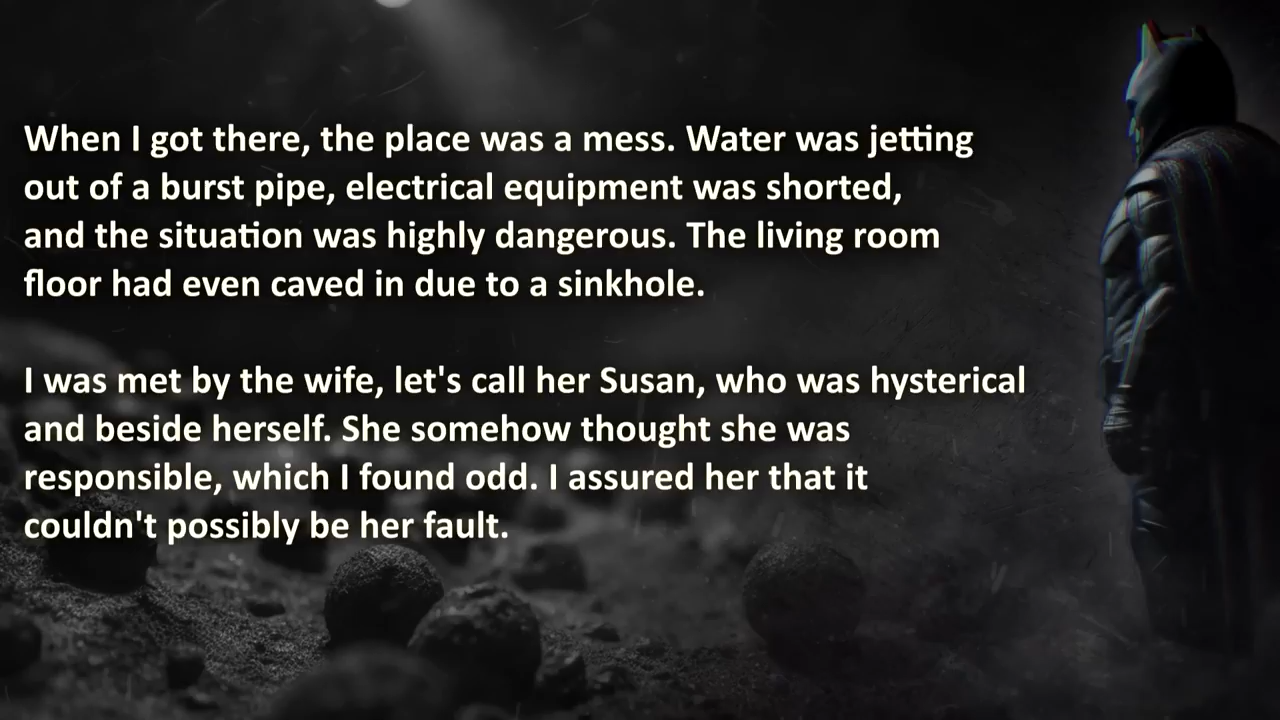 When I got there, the place was a mess. Water was jetting
out of a burst pipe, electrical equipment was shorted,
and the situation was highly dangerous. The living room
floor had even caved in due to a sinkhole.
I was met by the wife, let's call her Susan, who was hysterical
and beside herself. She somehow thought she was
responsible, which I found odd. I assured her that it
couldn't possibly be her fault.